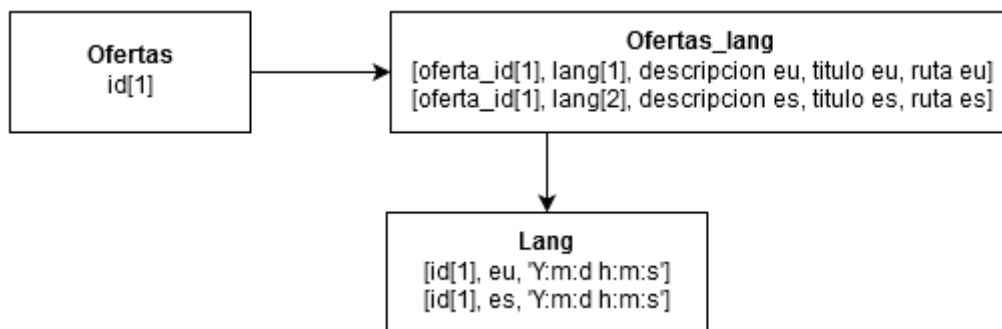 Ofertas
id[1]
Ofertas_lang
[oferta_id[1], lang[1], descripcion eu, titulo eu, ruta eu]
[oferta_id[1], lang[2], descripcion es, titulo es, ruta es]
Lang
[id[1], eu, 'Y:m:d h:m:s']
[id[1], es, 'Y:m:d h:m:s']